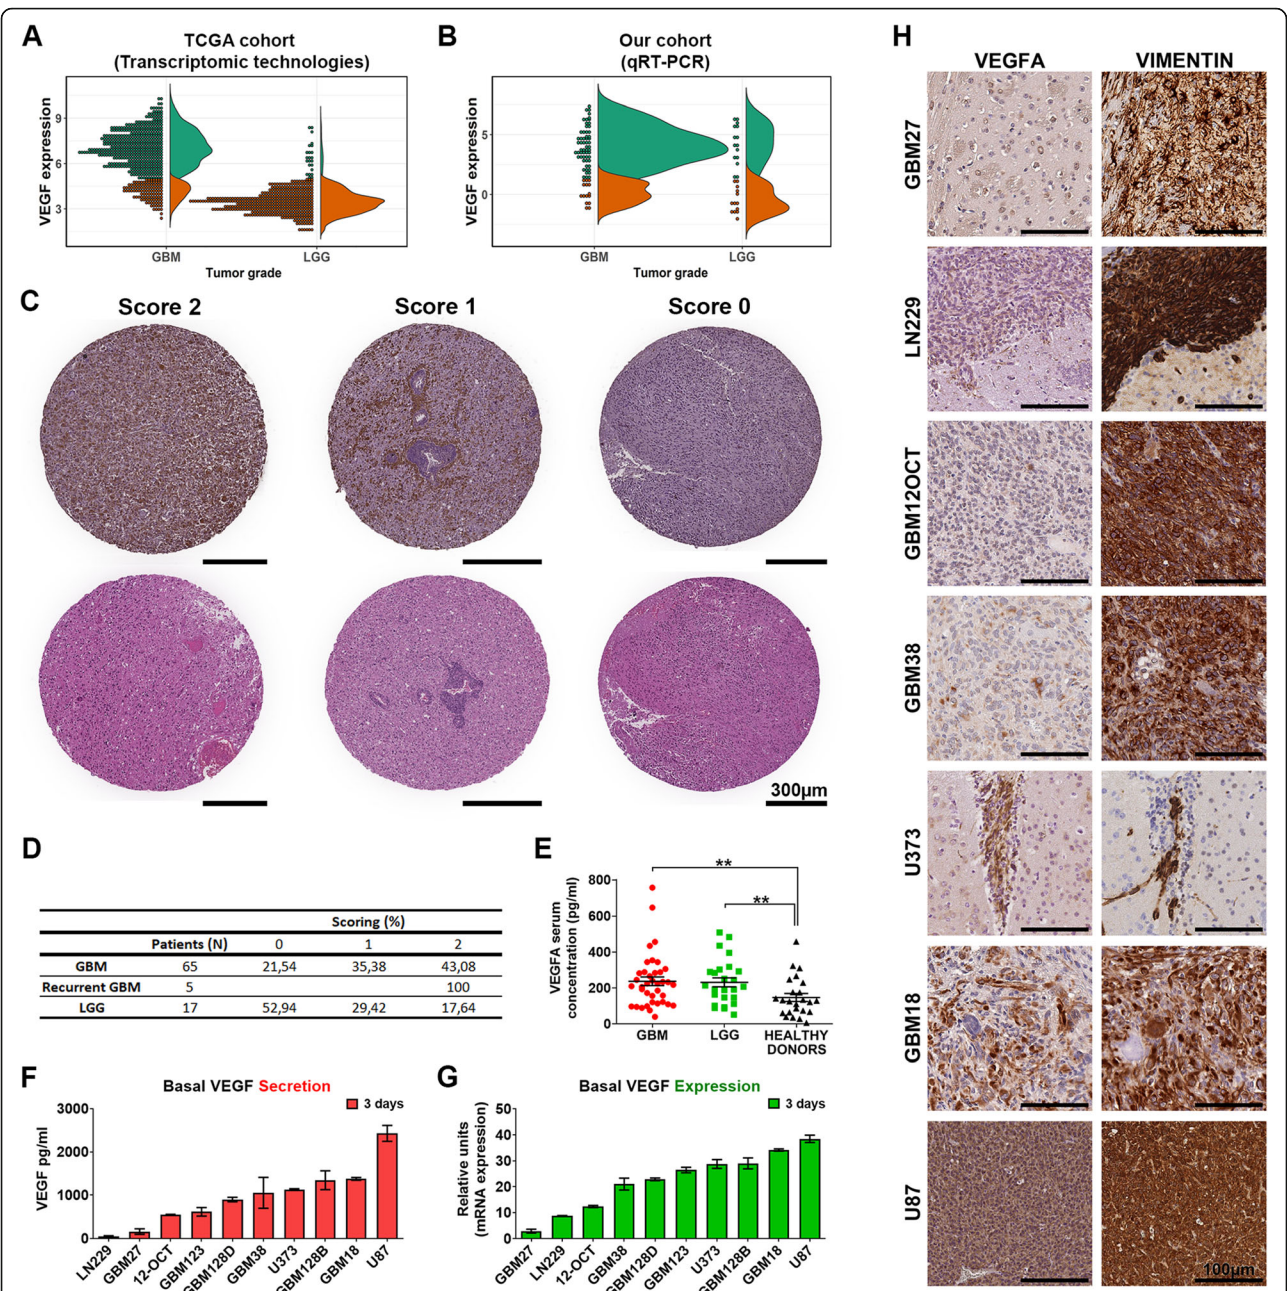 A
TCGA cohort
(Transcriptomic technologies)
VEGF expression
9
6
3
GBM
LGG
Tumor grade
B
Our cohort
(qRT-PCR)
VEGF expression
5
0
GBM
LGG
Tumor grade
C
Score 2
Score 1
Score 0
300µm
D
Scoring (%)
Patients (N) 0 1 2
GBM 65 21,54 35,38 43,08
Recurrent GBM 5 100
LGG 17 52,94 29,42 17,64
E
VEGFA serum
concentration (pg/ml)
800
600
400
200
0
**
**
GBM
LGG
HEALTHY
DONORS
F
Basal VEGF Secretion
3 days
VEGF pg/ml
3000
2000
1000
0
LN229
GBM27
12-OCT
GBM123
GBM128D
GBM38
U373
GBM128B
GBM18
U87
G
Basal VEGF Expression
3 days
Relative units
(mRNA expression)
50
40
30
20
10
0
GBM27
LN229
12-OCT
GBM38
GBM128D
GBM123
U373
GBM128B
GBM18
U87
H
VEGFA
VIMENTIN
GBM27
LN229
GBM12OCT
GBM38
U373
GBM18
U87
100µm